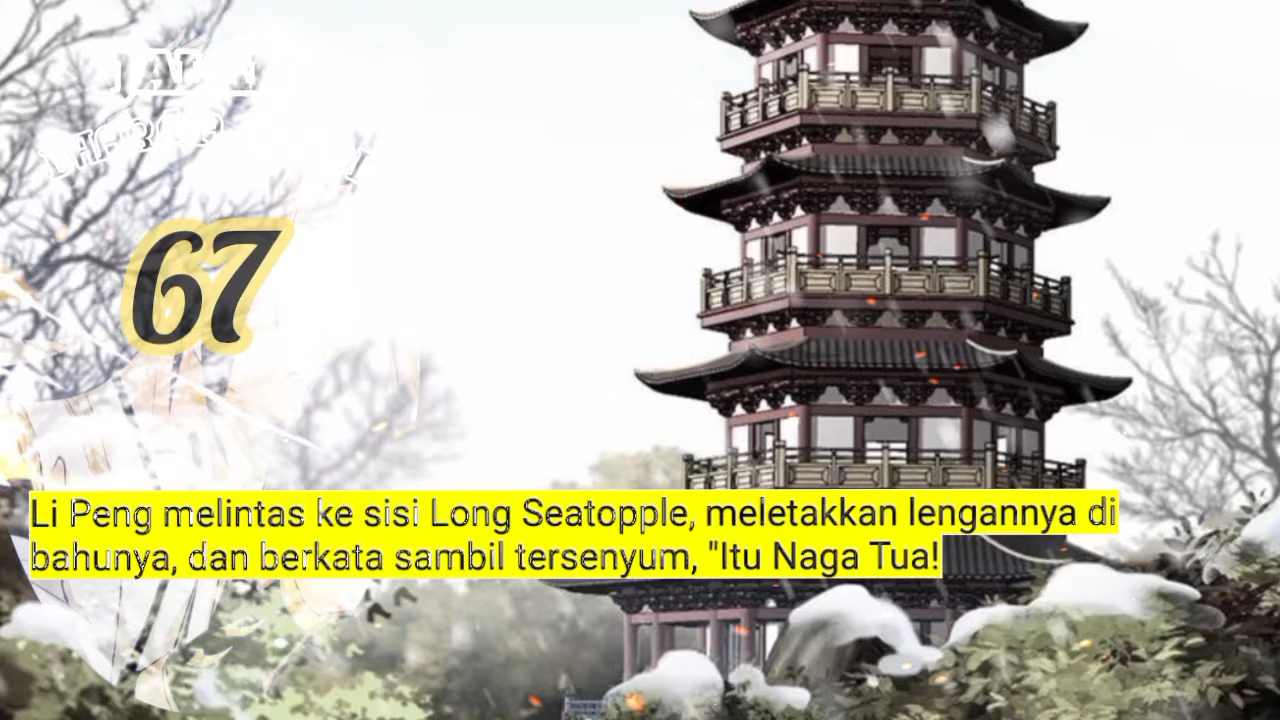 67
Li Peng melintas ke sisi Long Seatopple, meletakkan lengannya di
bahunya, dan berkata sambil tersenyum, "Itu Naga Tua!